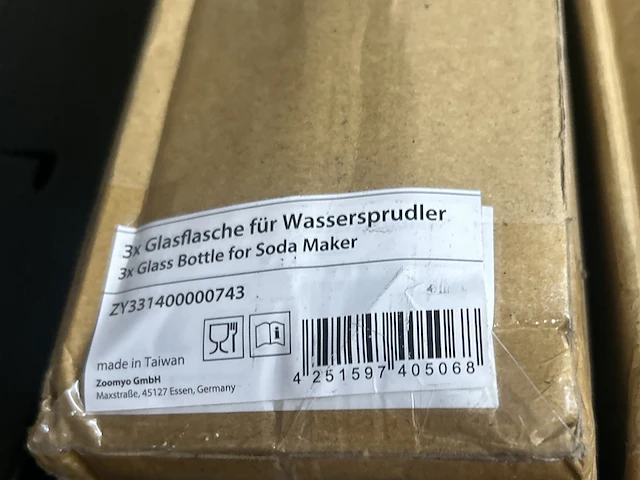 3x Glasflasche für Wassersprudler
3x Glass Bottle for Soda Maker
ZY331400000743
made in Taiwan
Zoomyo GmbH
Maxstraße, 45127 Essen, Germany
4 251597 405068